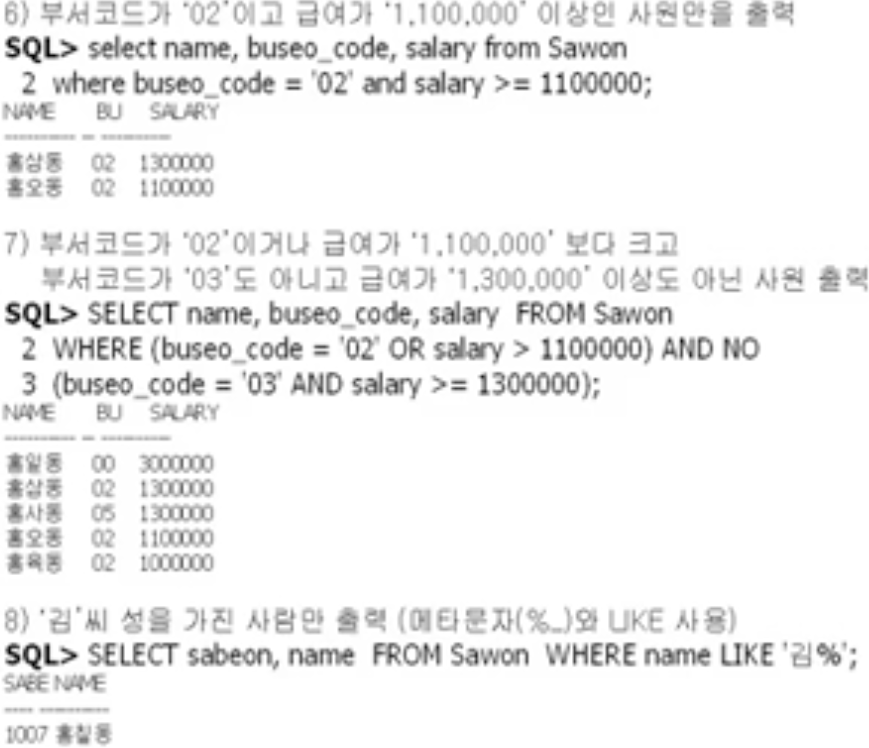 6) 부서코드가 '02'이고 급여가 '1,100,000' 이상인 사원만을 출력
SQL> select name, buseo_code, salary from Sawon
2 where buseo_code = '02' and salary >= 1100000;
NAME BU SALARY
----------- -- -----------
홍삼동 02 1300000
홍오동 02 1100000
7) 부서코드가 '02'이거나 급여가 '1,100,000' 보다 크고
부서코드가 '03'도 아니고 급여가 '1,300,000' 이상도 아닌 사원 출력
SQL> SELECT name, buseo_code, salary FROM Sawon
2 WHERE (buseo_code = '02' OR salary > 1100000) AND NO
3 (buseo_code = '03' AND salary >= 1300000);
NAME BU SALARY
----------- -- -----------
홍일동 00 3000000
홍삼동 02 1300000
홍사동 05 1300000
홍오동 02 1100000
홍육동 02 1000000
8) '김'씨 성을 가진 사람만 출력 (메타문자(%_)와 LIKE 사용)
SQL> SELECT sabeon, name FROM Sawon WHERE name LIKE '김%';
SABE NAME
---- -----------
1007 홍칠동